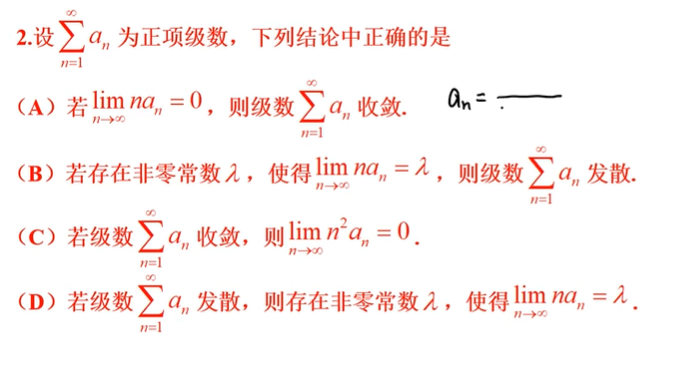 2.设 $\sum_{n=1}^{\infty} a_n$ 为正项级数，下列结论中正确的是
（A）若 $\lim_{n\to\infty} na_n = 0$，则级数 $\sum_{n=1}^{\infty} a_n$ 收敛. $a_n =$ —
（B）若存在非零常数 $\lambda$，使得 $\lim_{n\to\infty} na_n = \lambda$，则级数 $\sum_{n=1}^{\infty} a_n$ 发散.
（C）若级数 $\sum_{n=1}^{\infty} a_n$ 收敛，则 $\lim_{n\to\infty} n^2 a_n = 0$.
（D）若级数 $\sum_{n=1}^{\infty} a_n$ 发散，则存在非零常数 $\lambda$，使得 $\lim_{n\to\infty} na_n = \lambda$.